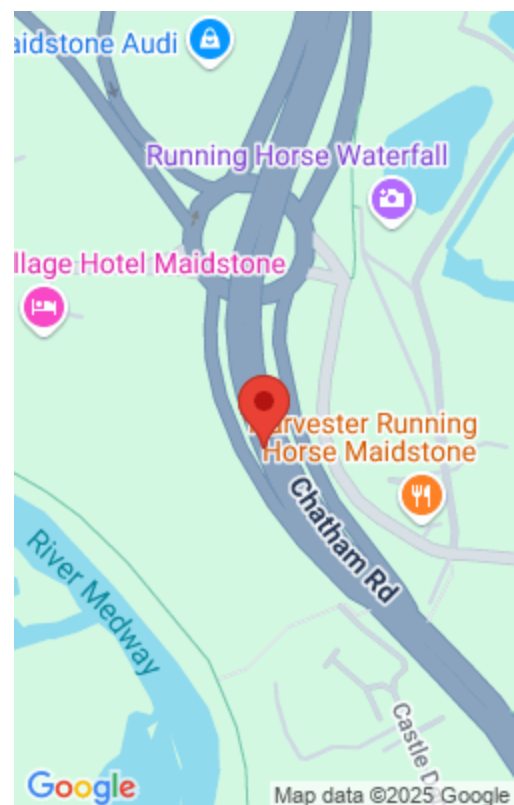 aidstone Audi
Running Horse Waterfall
llage Hotel Maidstone
arvester Running
Horse Maidstone
Chatham Rd
River Medway
Castle De
Google
Map data ©2025 Google